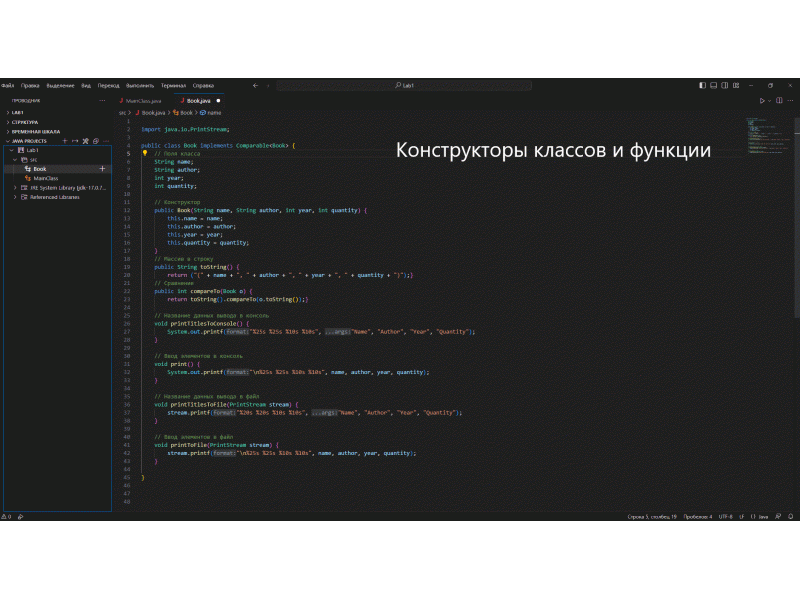 Файл Правка Выделение Вид Переход Выполнить Терминал Справка
Lab1
ПРОВОДНИК
MainClass.java
Book.java
LAB1
СТРУКТУРА
ВРЕМЕННАЯ ШКАЛА
JAVA PROJECTS
Lab1
src
Book
MainClass
JRE System Library [jdk-17.0.7...
Referenced Libraries
src > Book.java > Book > name
1
2 import java.io.PrintStream;
3
4 public class Book implements Comparable<Book> {
5 // Поля класса
6 String name;
7 String author;
8 int year;
9 int quantity;
10
11 // Конструктор
12 public Book(String name, String author, int year, int quantity) {
13 this.name = name;
14 this.author = author;
15 this.year = year;
16 this.quantity = quantity;
17 }
18 // Массив в строку
19 public String toString() {
20 return ("(" + name + ", " + author + ", " + year + ", " + quantity + ")");}
21 // Сравнение
22 public int compareTo(Book o) {
23 return toString().compareTo(o.toString());}
24
25 // Название данных вывода в консоль
26 void printTitlesToConsole() {
27 System.out.printf(format:"%25s %25s %10s %10s", ...args:"Name", "Author", "Year", "Quantity");
28 }
29
30 // Ввод элементов в консоль
31 void print() {
32 System.out.printf(format:"\n%25s %25s %10s %10s", name, author, year, quantity);
33 }
34
35 // Название данных вывода в файл
36 void printTitlesToFile(PrintStream stream) {
37 stream.printf(format:"%20s %20s %10s %10s", ...args:"Name", "Author", "Year", "Quantity");
38 }
39
40 // Ввод элементов в файл
41 void printToFile(PrintStream stream) {
42 stream.printf(format:"\n%25s %25s %10s %10s", name, author, year, quantity);
43 }
44
45 }
46
47
48
Конструкторы классов и функции
0
Строка 5, столбец 19 Пробелов: 4 UTF-8 LF {} Java